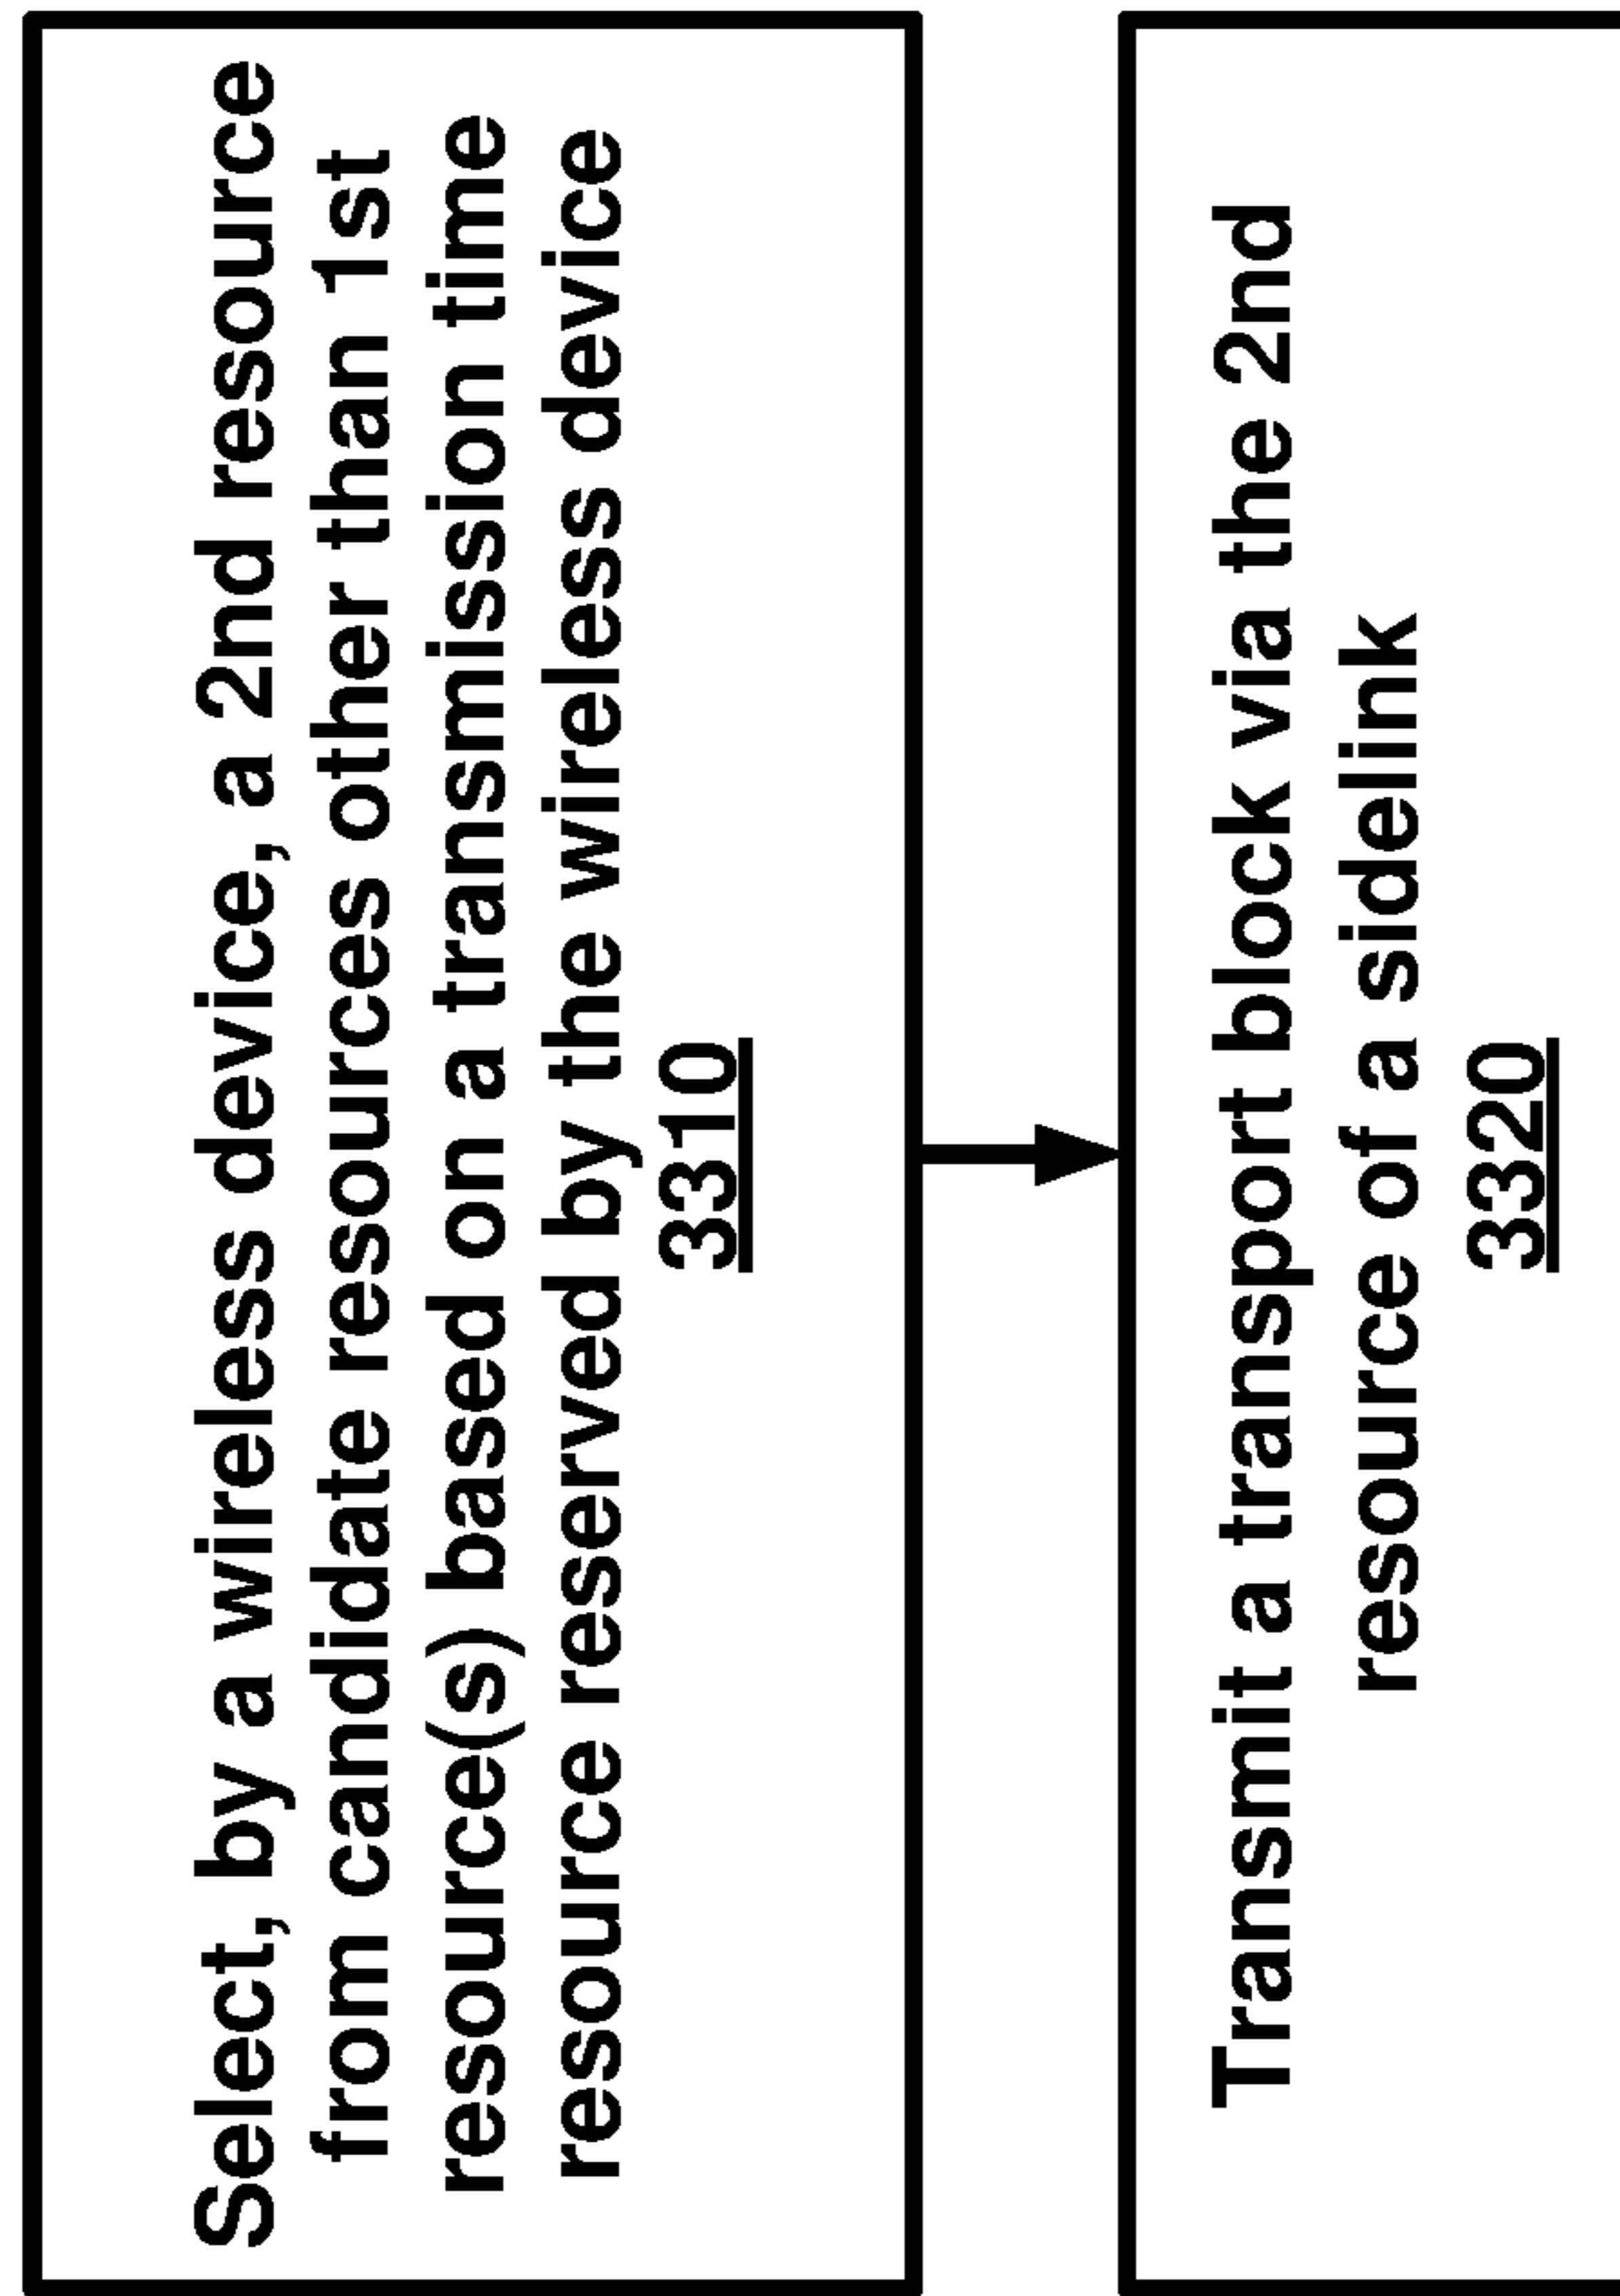 Select, by a wireless device, a 2nd resource
from candidate resources other than 1st
resource(s) based on a transmission time
resource reserved by the wireless device
3310
Transmit a transport block via the 2nd
resource of a sidelink
3320